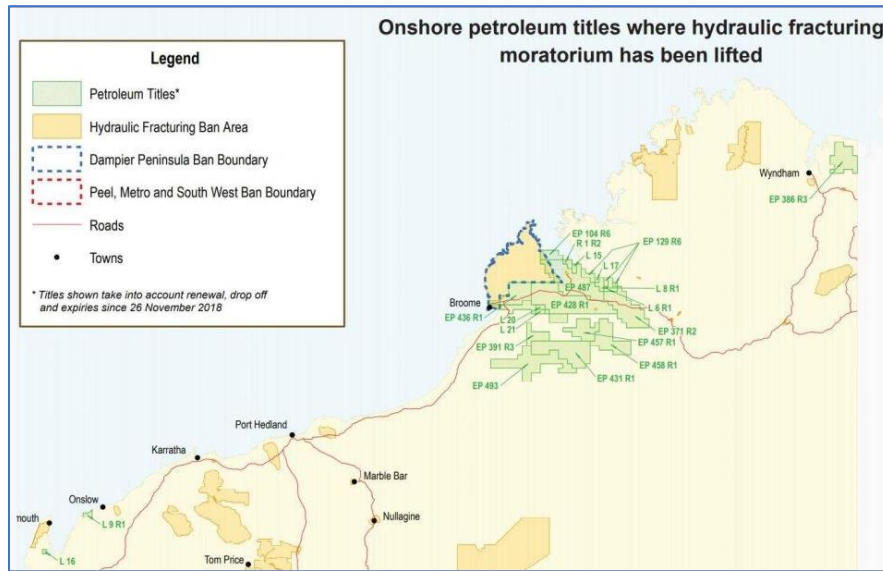 Onshore petroleum titles where hydraulic fracturing
moratorium has been lifted
Legend
Petroleum Titles*
Hydraulic Fracturing Ban Area
Dampier Peninsula Ban Boundary
Peel, Metro and South West Ban Boundary
Roads
Towns
* Titles shown take into account renewal, drop off
and expiries since 26 November 2018
Wyndham
EP 386 R3
EP 104 R6
R 1 R2
L 15
EP 129 R6
L 17
EP 487
L 8 R1
Broome
EP 436 R1
EP 428 R1
L 6 R1
L 20
L 21
EP 371 R2
EP 391 R3
EP 457 R1
EP 458 R1
EP 431 R1
EP 493
Port Hedland
Karratha
Marble Bar
Onslow
mouth
L 9 R1
Nullagine
L 16
Tom Price